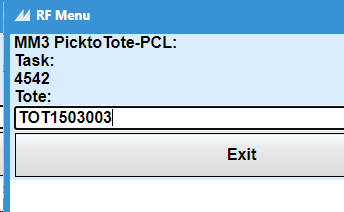 RF Menu
MM3 PicktoTote-PCL:
Task:
4542
Tote:
TOT1503003
Exit